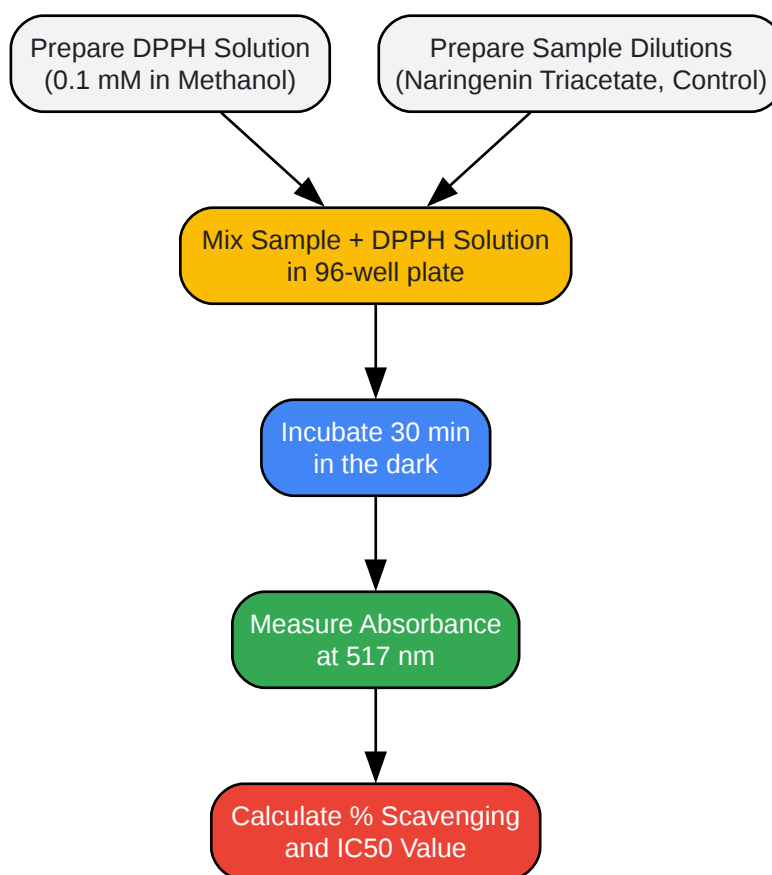 Prepare DPPH Solution
(0.1 mM in Methanol)
Prepare Sample Dilutions
(Naringenin Triacetate, Control)
Mix Sample + DPPH Solution
in 96-well plate
Incubate 30 min
in the dark
Measure Absorbance
at 517 nm
Calculate % Scavenging
and IC50 Value